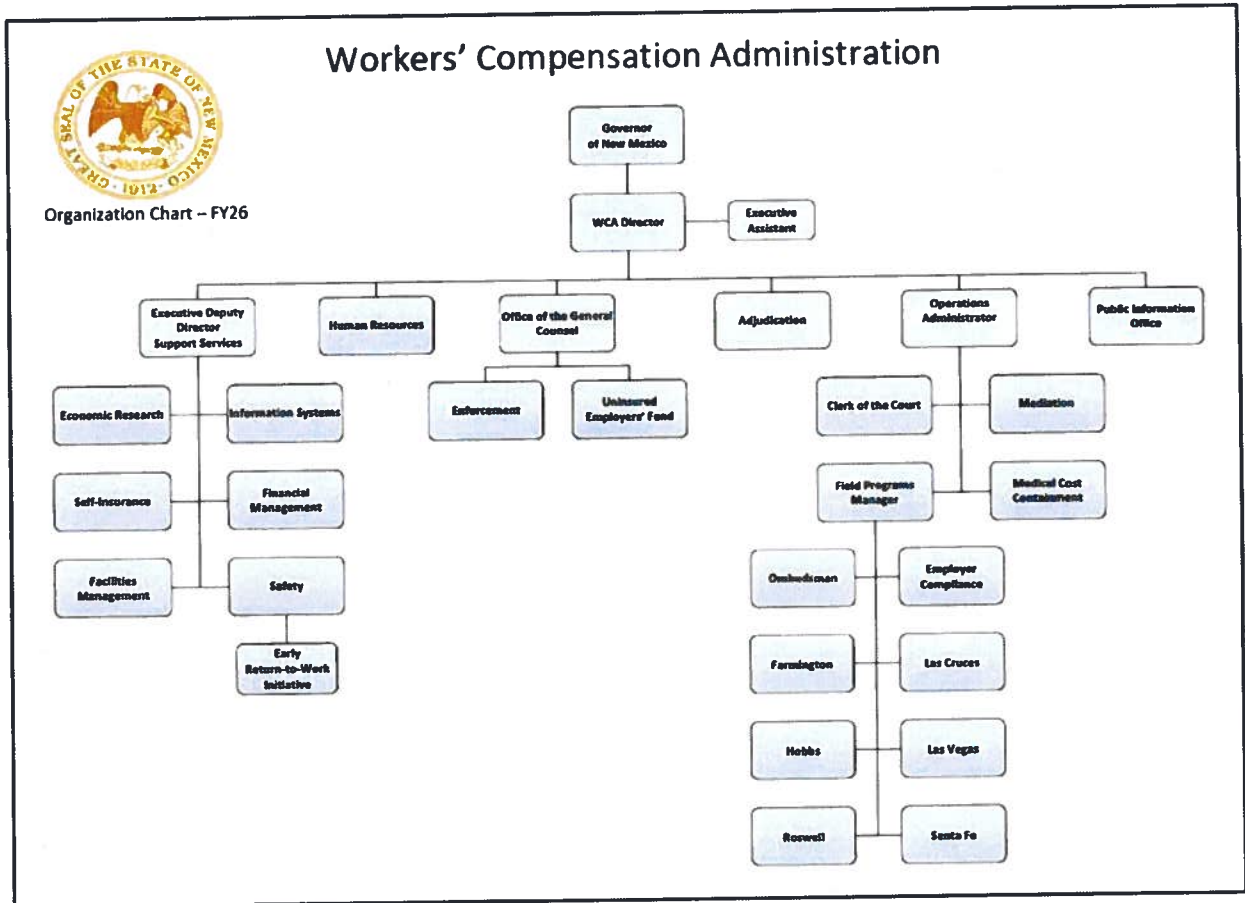 Workers' Compensation Administration
GREAT SEAL OF THE STATE OF NEW MEXICO
· 1912 ·
Organization Chart – FY26
Governor
of New Mexico
WCA Director
Executive
Assistant
Executive Deputy
Director
Support Services
Human Resources
Office of the General
Counsel
Adjudication
Operations
Administrator
Public Information
Office
Economic Research
Information Systems
Enforcement
Uninsured
Employers' Fund
Clerk of the Court
Mediation
Self-Insurance
Financial
Management
Field Programs
Manager
Medical Cost
Containment
Facilities
Management
Safety
Ombudsman
Employer
Compliance
Early
Return-to-Work
Initiative
Farmington
Las Cruces
Hobbs
Las Vegas
Roswell
Santa Fe